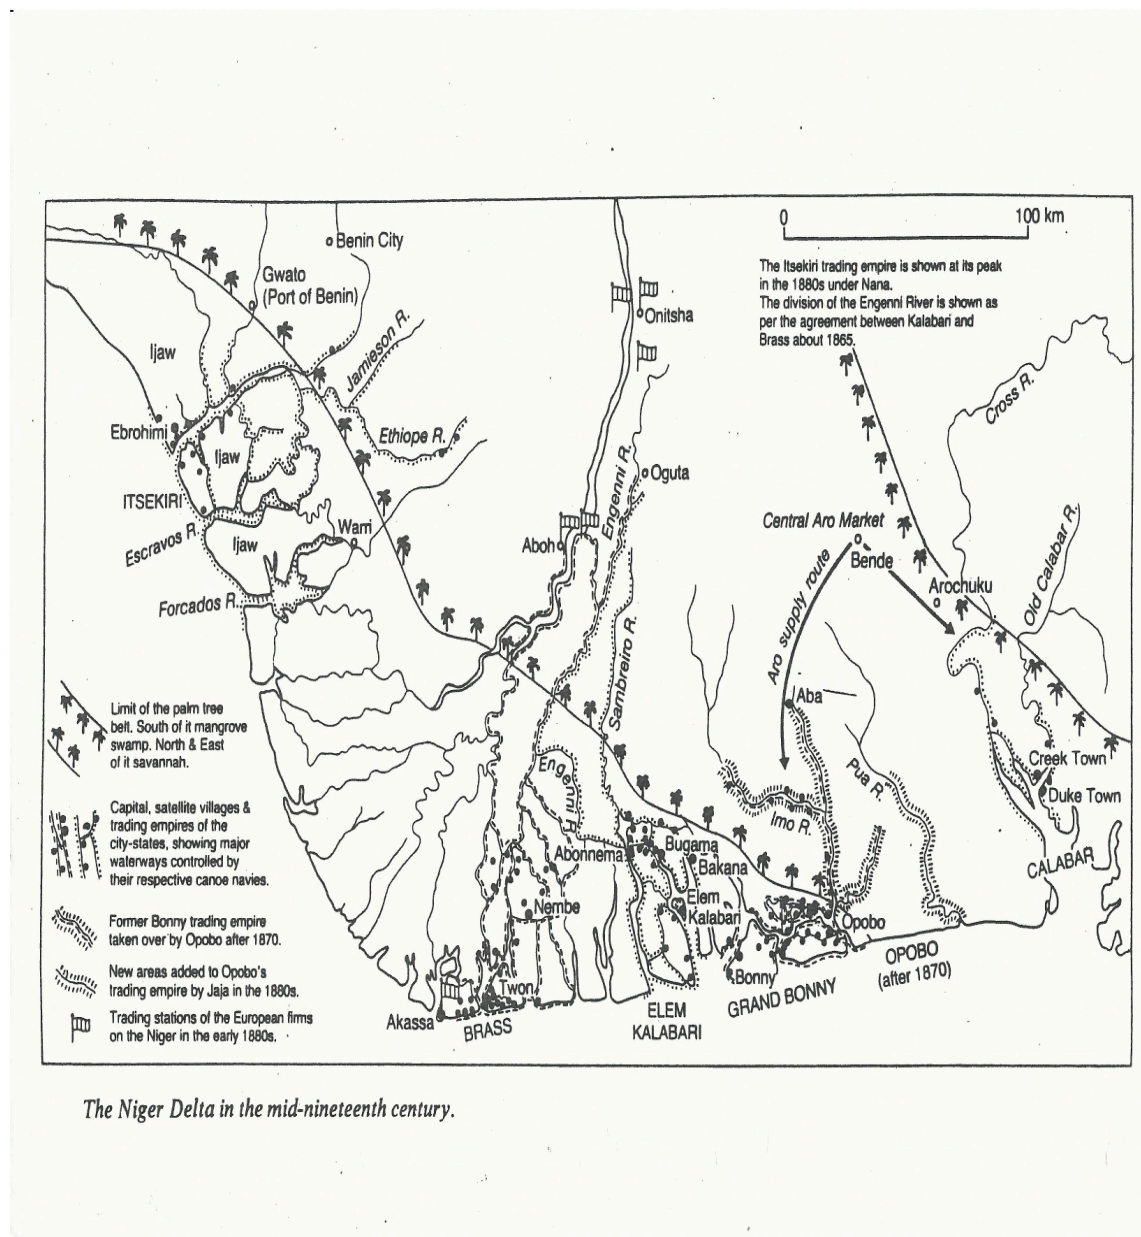 0 100 km
The Itsekiri trading empire is shown at its peak
in the 1880s under Nana.
The division of the Engenni River is shown as
per the agreement between Kalabari and
Brass about 1865.
Benin City
Gwato
(Port of Benin)
Onitsha
Ijaw
Jamieson R.
Cross R.
Ebrohimi
Ijaw
Ethiope R.
Engenni R.
Oguta
ITSEKIRI
Escravos R.
Ijaw
Warri
Aboh
Central Aro Market
Bende
Old Calabar R.
Arochuku
Forcados R.
Aro supply route
Sambreiro R.
Aba
Limit of the palm tree
belt. South of it mangrove
swamp. North & East
of it savannah.
Engenni R.
Pua R.
Creek Town
Duke Town
Imo R.
Capital, satellite villages &
trading empires of the
city-states, showing major
waterways controlled by
their respective canoe navies.
Abonnema
Bugama
Bakana
CALABAR
Elem
Kalabari
Nembe
Opobo
Former Bonny trading empire
taken over by Opobo after 1870.
OPOBO
(after 1870)
New areas added to Opobo's
trading empire by Jaja in the 1880s.
Bonny
GRAND BONNY
Twon
Trading stations of the European firms
on the Niger in the early 1880s.
Akassa
BRASS
ELEM
KALABARI
The Niger Delta in the mid-nineteenth century.